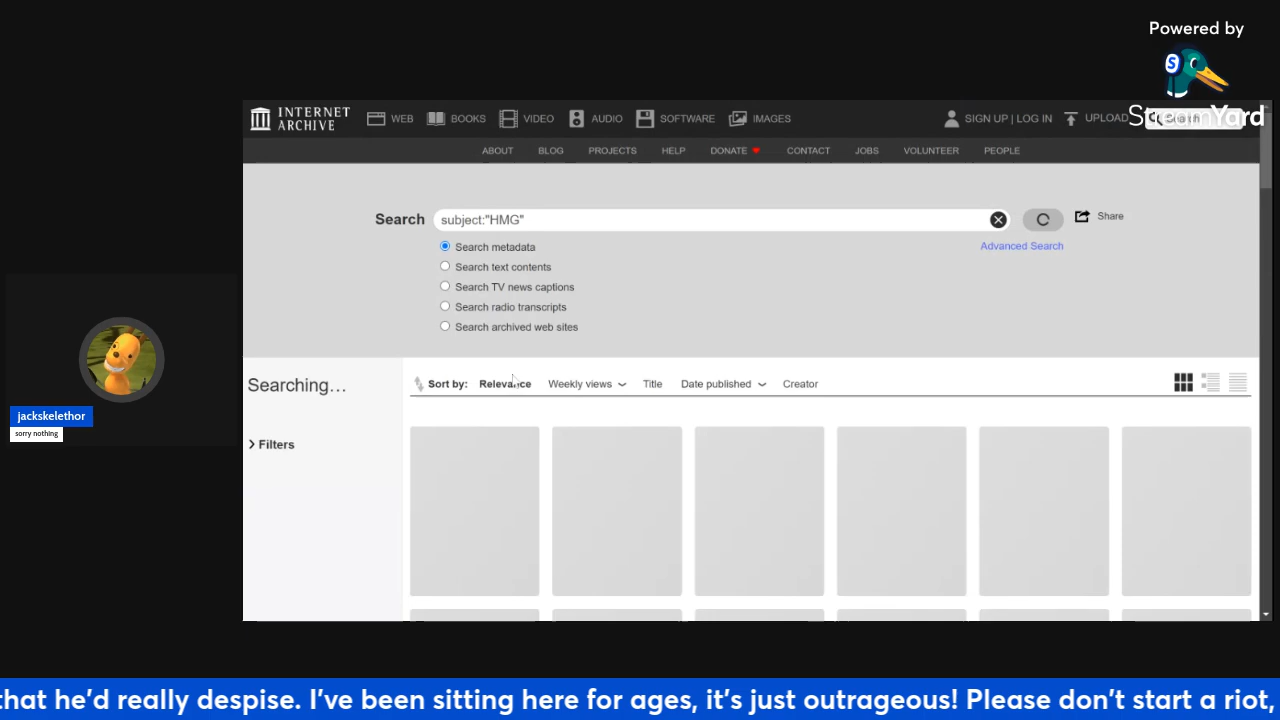 Powered by
StreamYard
INTERNET ARCHIVE
WEB BOOKS VIDEO AUDIO SOFTWARE IMAGES SIGN UP | LOG IN UPLOAD
ABOUT BLOG PROJECTS HELP DONATE CONTACT JOBS VOLUNTEER PEOPLE
Search subject:"HMG" Share
Search metadata Advanced Search
Search text contents
Search TV news captions
Search radio transcripts
Search archived web sites
Searching…
Sort by: Relevance Weekly views Title Date published Creator
Filters
jackskelethor
sorry nothing
that he'd really despise. I've been sitting here for ages, it's just outrageous! Please don't start a riot,